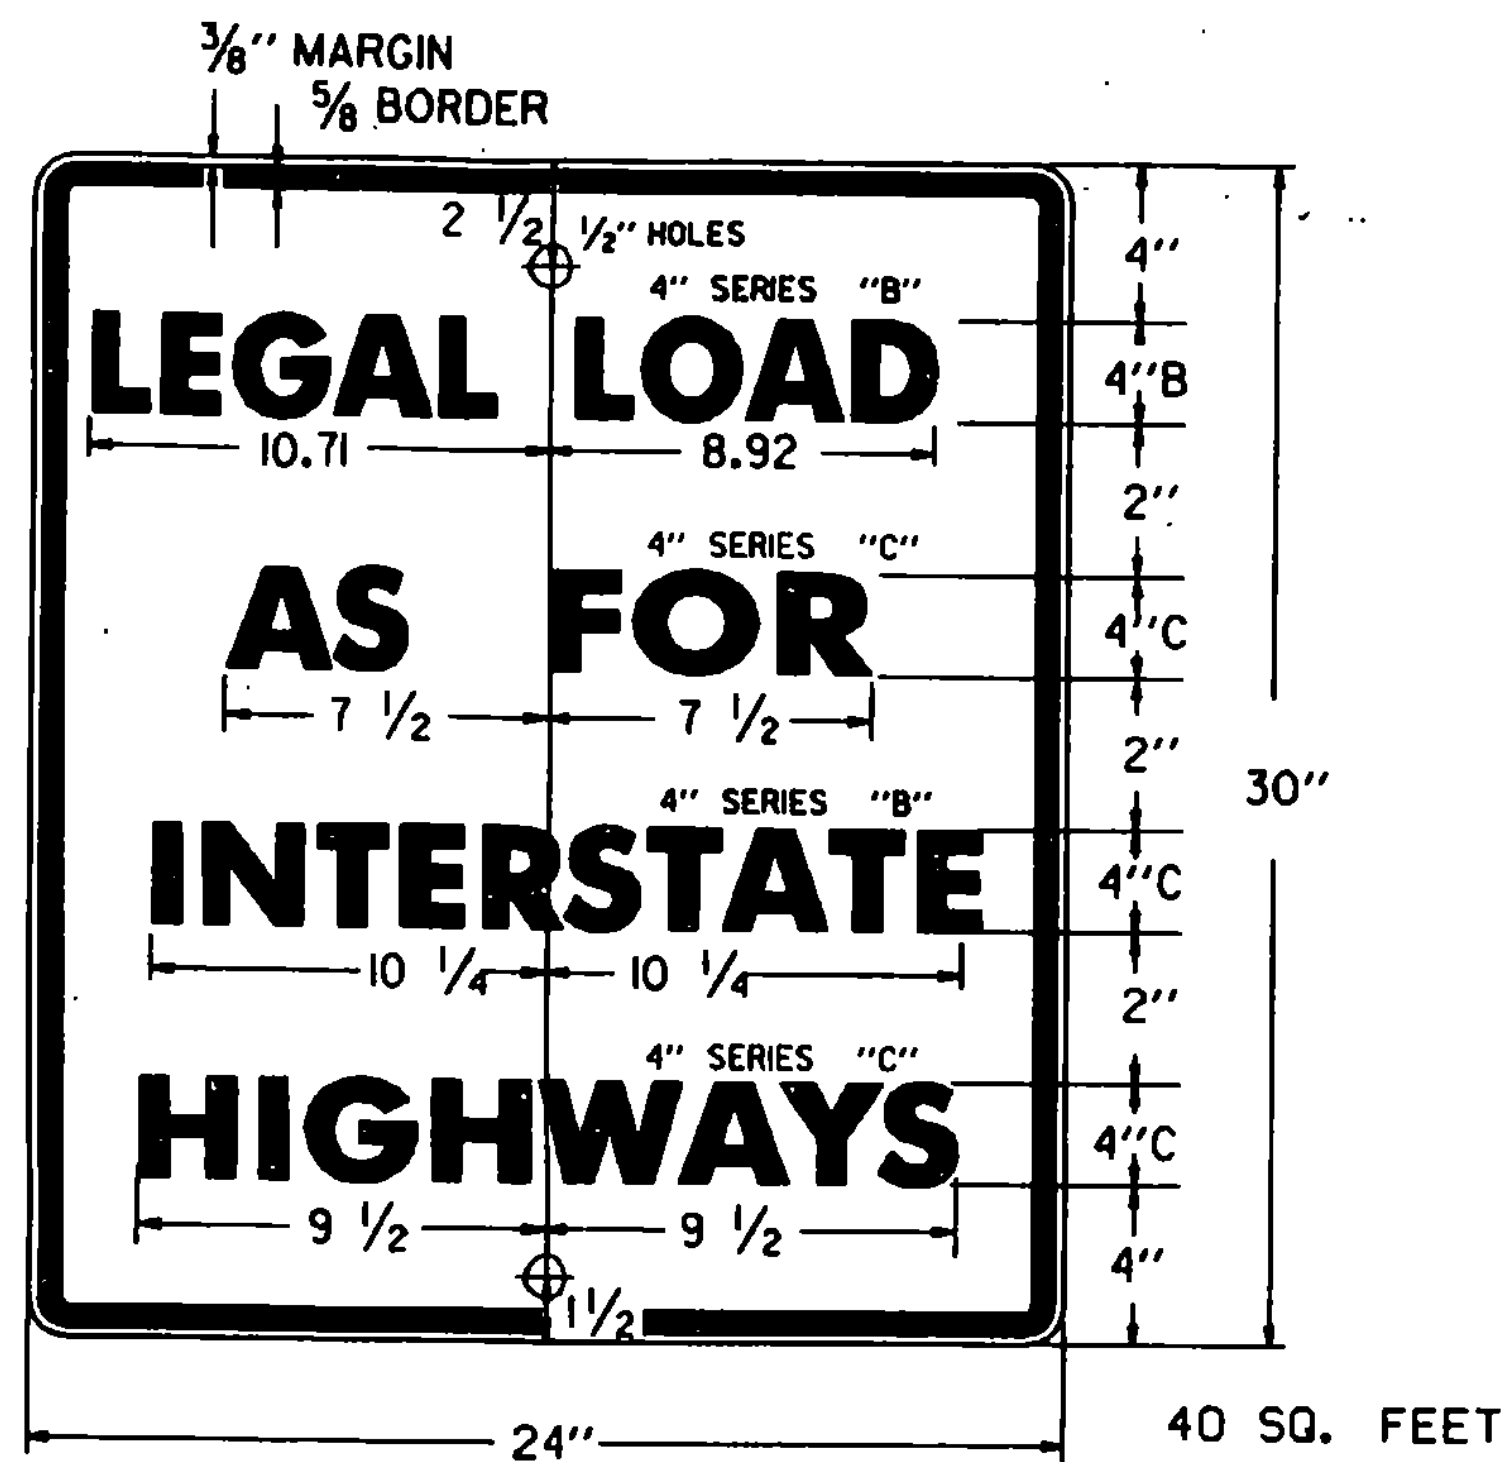 3/8" MARGIN
5/8 BORDER
2 1/2 1/2" HOLES
4"
4" SERIES "B"
LEGAL LOAD
4"B
10.71 8.92
2"
4" SERIES "C"
AS FOR
4"C
7 1/2 7 1/2
2"
30"
4" SERIES "B"
INTERSTATE
4"C
10 1/4 10 1/4
2"
4" SERIES "C"
HIGHWAYS
4"C
9 1/2 9 1/2
4"
1 1/2
24"
40 SQ. FEET